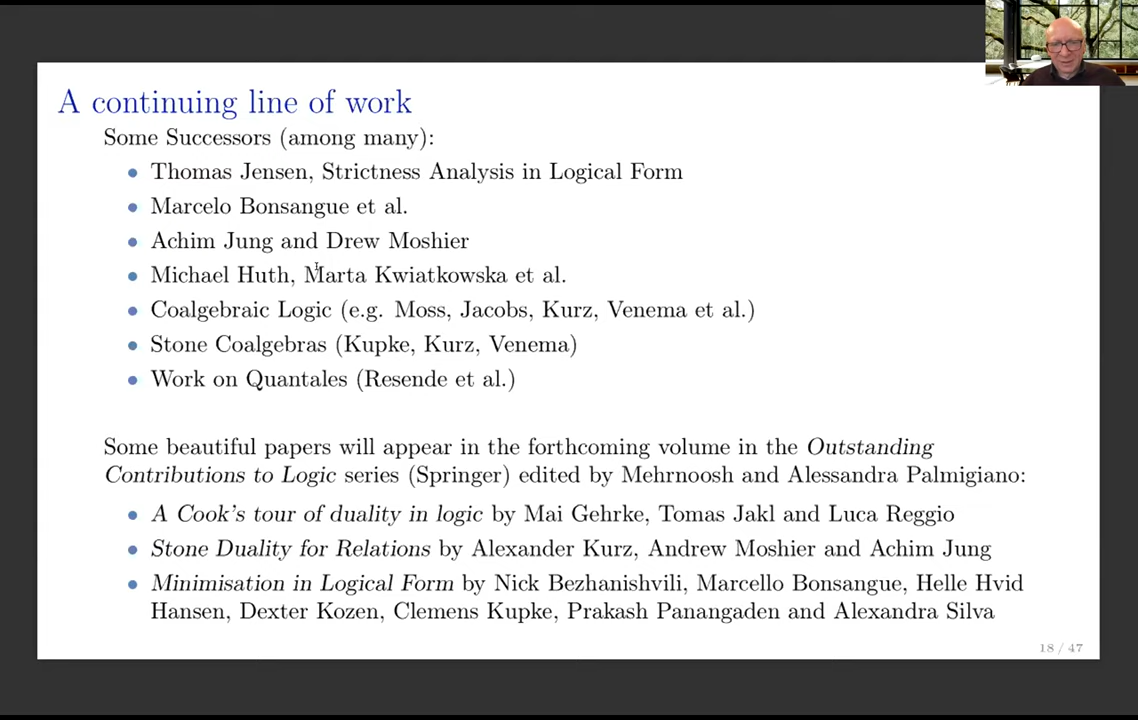 A continuing line of work
Some Successors (among many):
• Thomas Jensen, Strictness Analysis in Logical Form
• Marcelo Bonsangue et al.
• Achim Jung and Drew Moshier
• Michael Huth, Marta Kwiatkowska et al.
• Coalgebraic Logic (e.g. Moss, Jacobs, Kurz, Venema et al.)
• Stone Coalgebras (Kupke, Kurz, Venema)
• Work on Quantales (Resende et al.)
Some beautiful papers will appear in the forthcoming volume in the Outstanding
Contributions to Logic series (Springer) edited by Mehrnoosh and Alessandra Palmigiano:
• A Cook's tour of duality in logic by Mai Gehrke, Tomas Jakl and Luca Reggio
• Stone Duality for Relations by Alexander Kurz, Andrew Moshier and Achim Jung
• Minimisation in Logical Form by Nick Bezhanishvili, Marcello Bonsangue, Helle Hvid
Hansen, Dexter Kozen, Clemens Kupke, Prakash Panangaden and Alexandra Silva
18 / 47